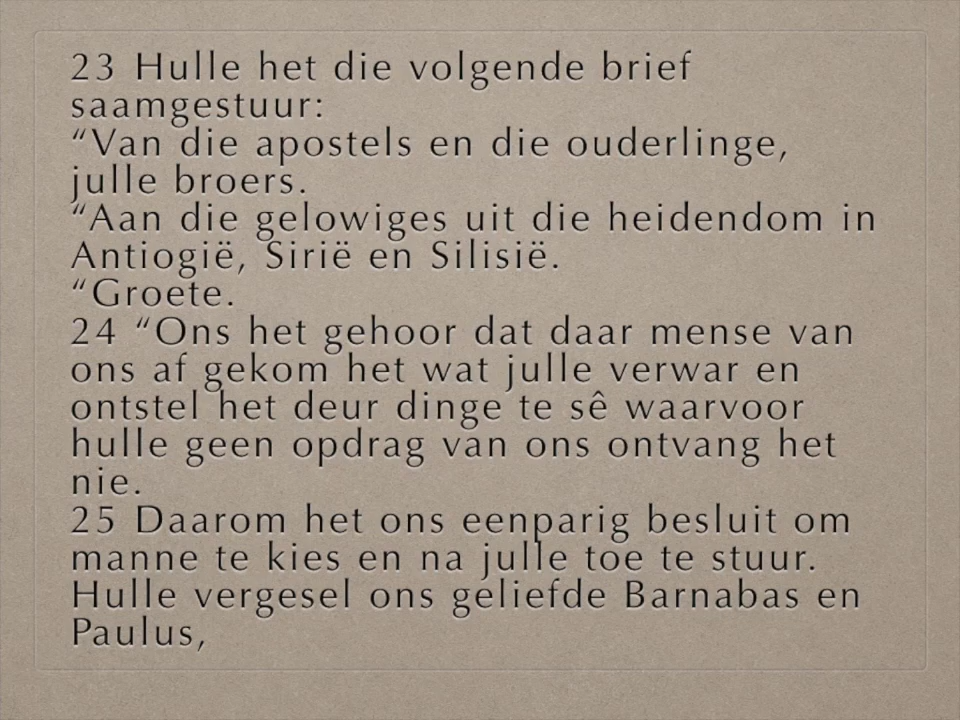 23 Hulle het die volgende brief
saamgestuur:
“Van die apostels en die ouderlinge,
julle broers.
“Aan die gelowiges uit die heidendom in
Antiogië, Sirië en Silisië.
“Groete.
24 “Ons het gehoor dat daar mense van
ons af gekom het wat julle verwar en
ontstel het deur dinge te sê waarvoor
hulle geen opdrag van ons ontvang het
nie.
25 Daarom het ons eenparig besluit om
manne te kies en na julle toe te stuur.
Hulle vergesel ons geliefde Barnabas en
Paulus,